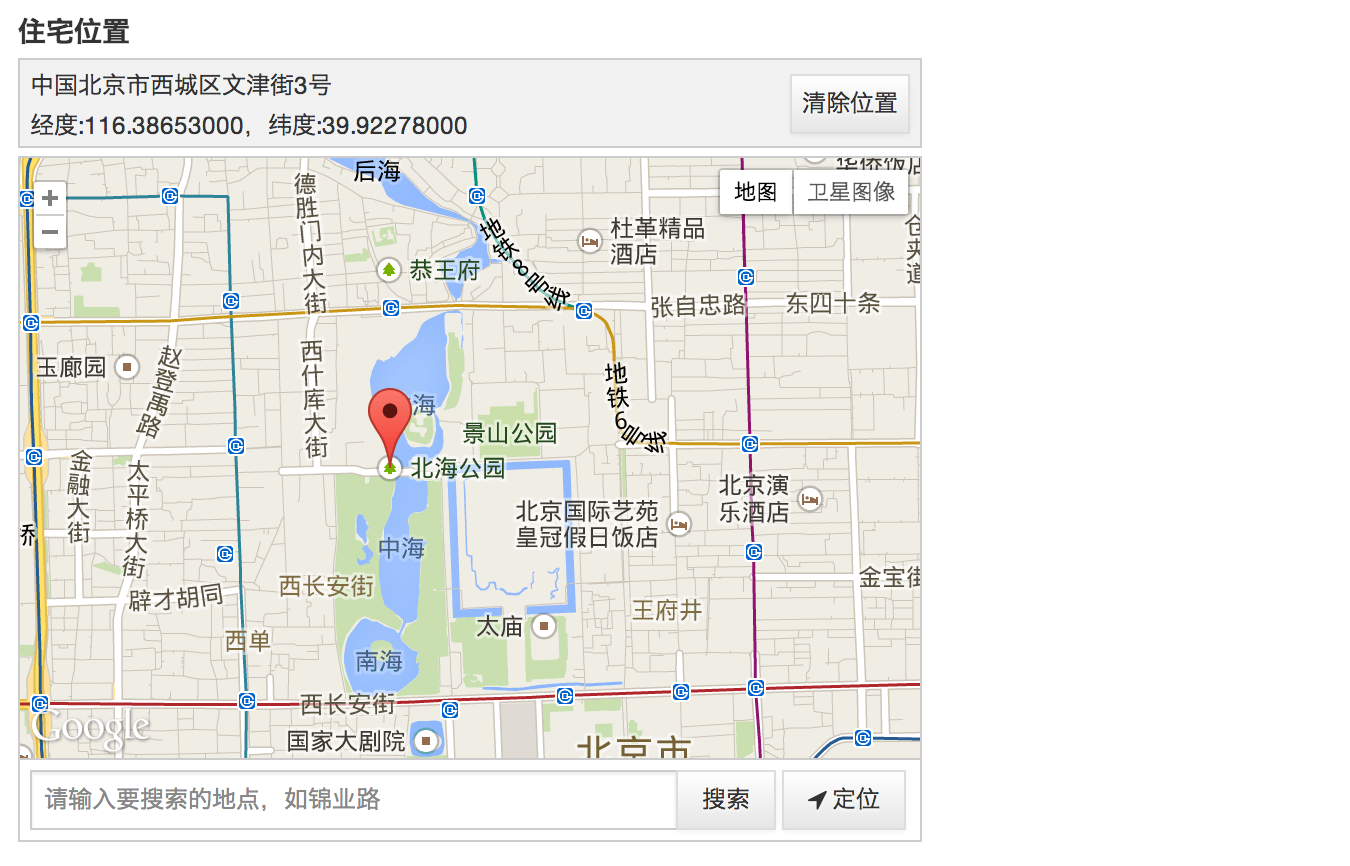 住宅位置
中国北京市西城区文津街3号
经度:116.38653000，纬度:39.92278000
清除位置
+
−
后海
地图
卫星图像
德胜门内大街
地铁8号线
杜革精品
酒店
恭王府
张自忠路
东四十条
玉廊园
赵登禹路
西什库大街
地铁6号线
景山公园
北海公园
金融大街
太平桥大街
北京演
乐酒店
北京国际艺苑
皇冠假日饭店
中海
西长安街
金宝街
辟才胡同
王府井
太庙
西单
南海
西长安街
国家大剧院
北京市
Google
请输入要搜索的地点，如锦业路
搜索
定位